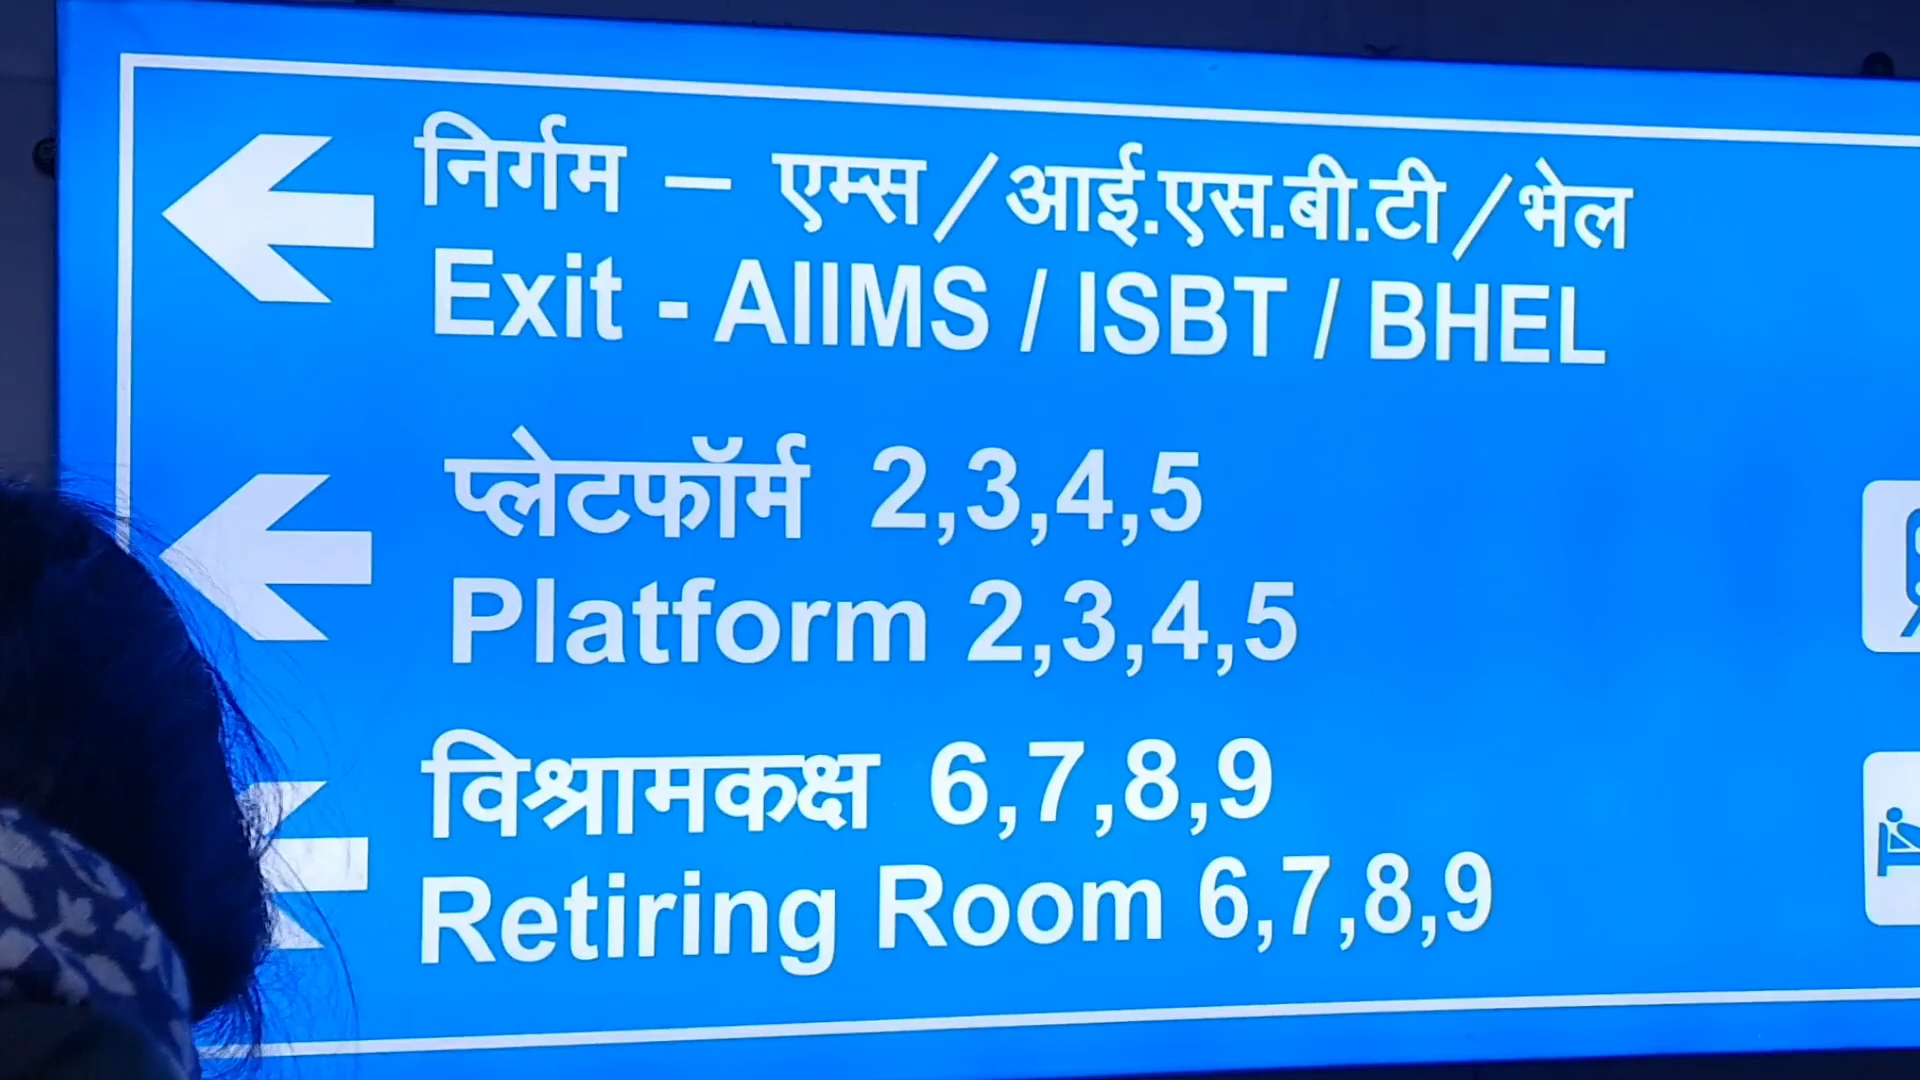 निर्गम – एम्स/आई.एस.बी.टी/भेल
Exit - AIIMS / ISBT / BHEL
प्लेटफॉर्म 2,3,4,5
Platform 2,3,4,5
विश्रामकक्ष 6,7,8,9
Retiring Room 6,7,8,9